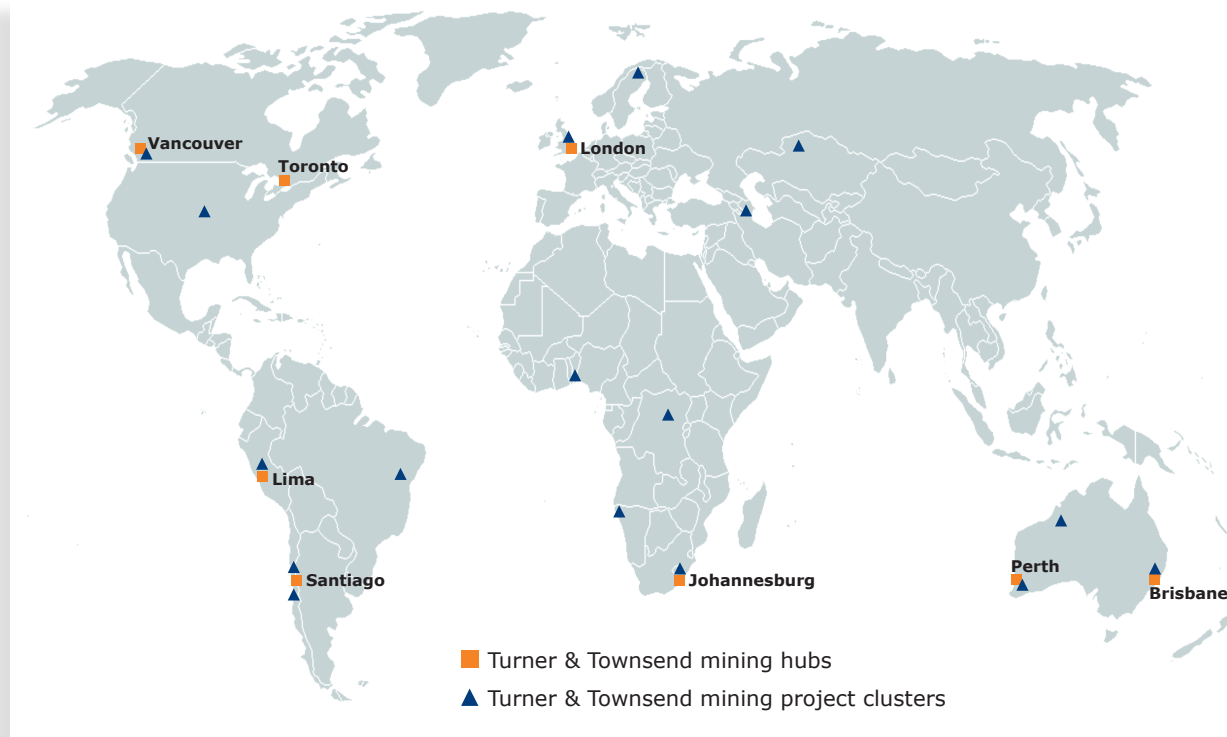 Vancouver
Toronto
London
Lima
Santiago
Johannesburg
Perth
Brisbane
Turner & Townsend mining hubs
Turner & Townsend mining project clusters